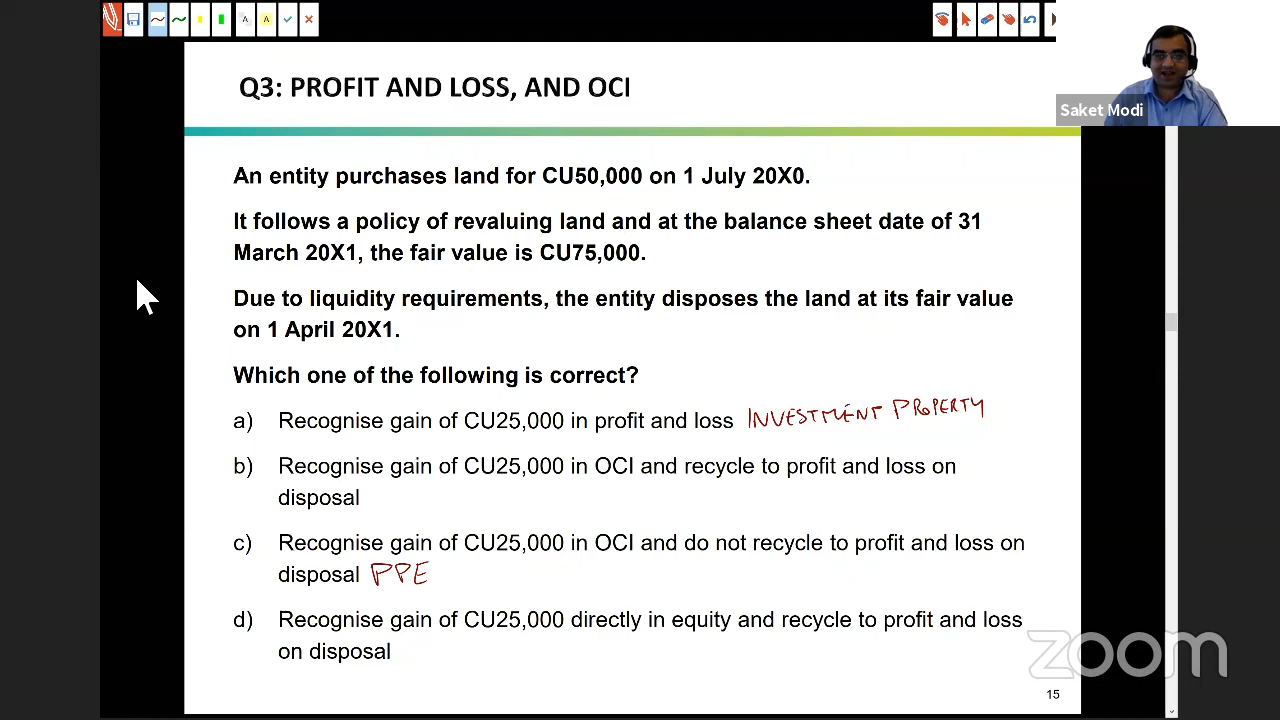 A A
Q3: PROFIT AND LOSS, AND OCI
Saket Modi
An entity purchases land for CU50,000 on 1 July 20X0.
It follows a policy of revaluing land and at the balance sheet date of 31
March 20X1, the fair value is CU75,000.
Due to liquidity requirements, the entity disposes the land at its fair value
on 1 April 20X1.
Which one of the following is correct?
a) Recognise gain of CU25,000 in profit and loss INVESTMENT PROPERTY
b) Recognise gain of CU25,000 in OCI and recycle to profit and loss on
disposal
c) Recognise gain of CU25,000 in OCI and do not recycle to profit and loss on
disposal PPE
d) Recognise gain of CU25,000 directly in equity and recycle to profit and loss
on disposal
zoom
15